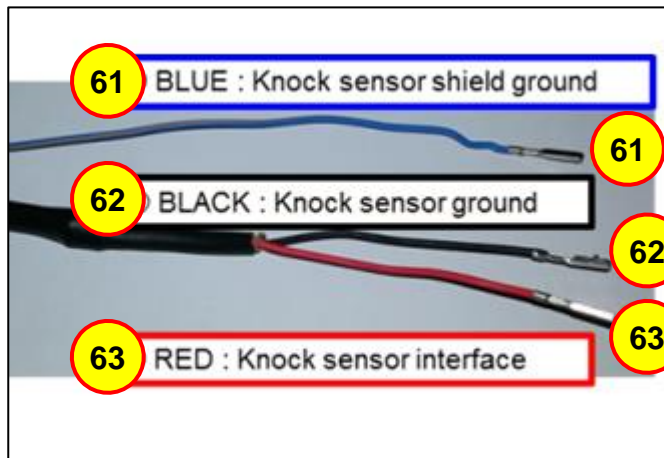 61 BLUE : Knock sensor shield ground
61
62 BLACK : Knock sensor ground
62
63
63 RED : Knock sensor interface